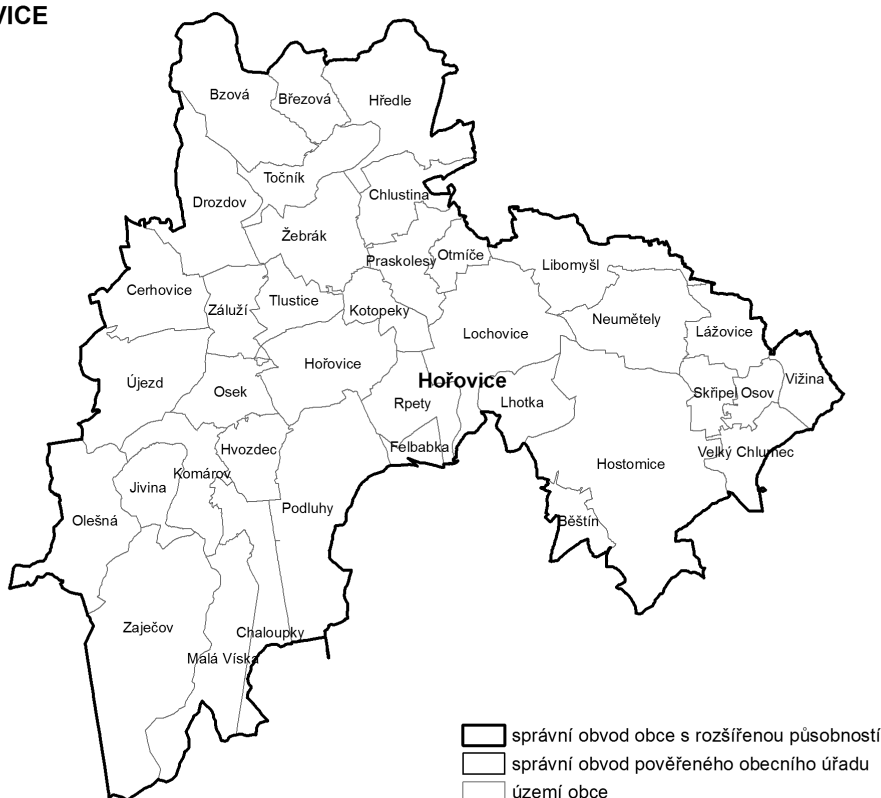 VICE
Bzová
Březová
Hředle
Točník
Chlustina
Drozdov
Žebrák
Praskolesy
Otmíče
Libomyšl
Cerhovice
Záluží
Tlustice
Kotopeky
Neumětely
Lochovice
Lážovice
Hořovice
Újezd
Osek
Hořovice
Rpety
Lhotka
Skřipel
Osov
Vižina
Felbabka
Hvozdec
Komárov
Jivina
Velký Chlumec
Hostomice
Olešná
Podluhy
Běštín
Zaječov
Chaloupky
Malá Víska
správní obvod obce s rozšířenou působností
správní obvod pověřeného obecního úřadu
území obce